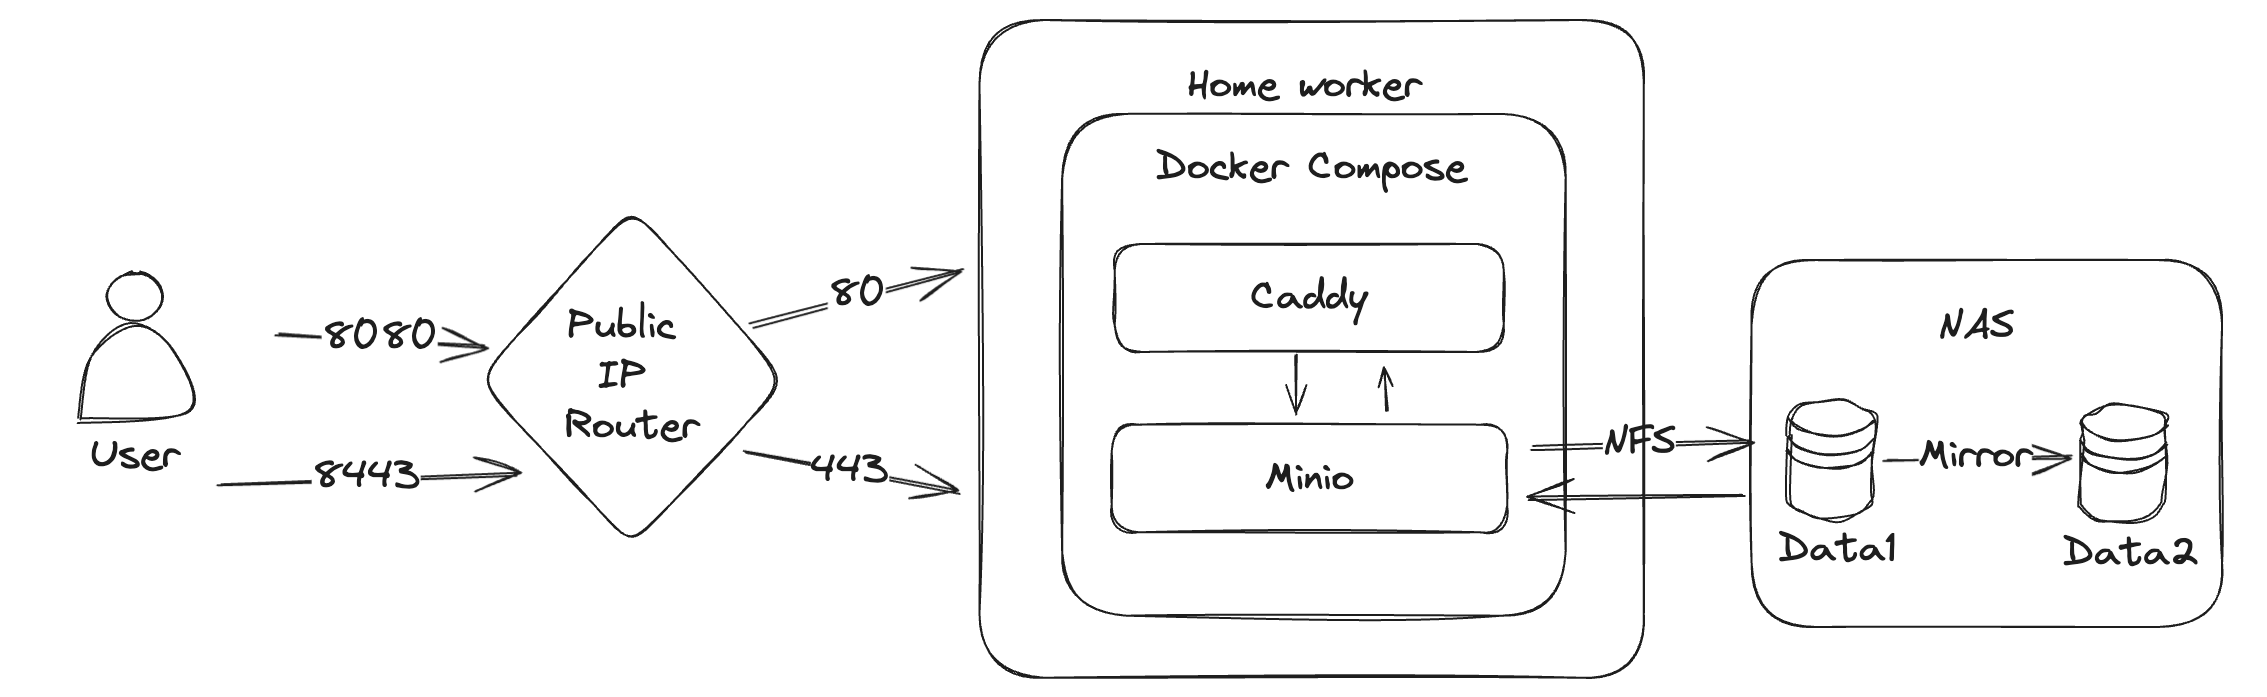 Home worker
Docker Compose
Caddy
Minio
User
8080
8443
Public
IP
Router
80
443
NFS
NAS
Mirror
Data1
Data2